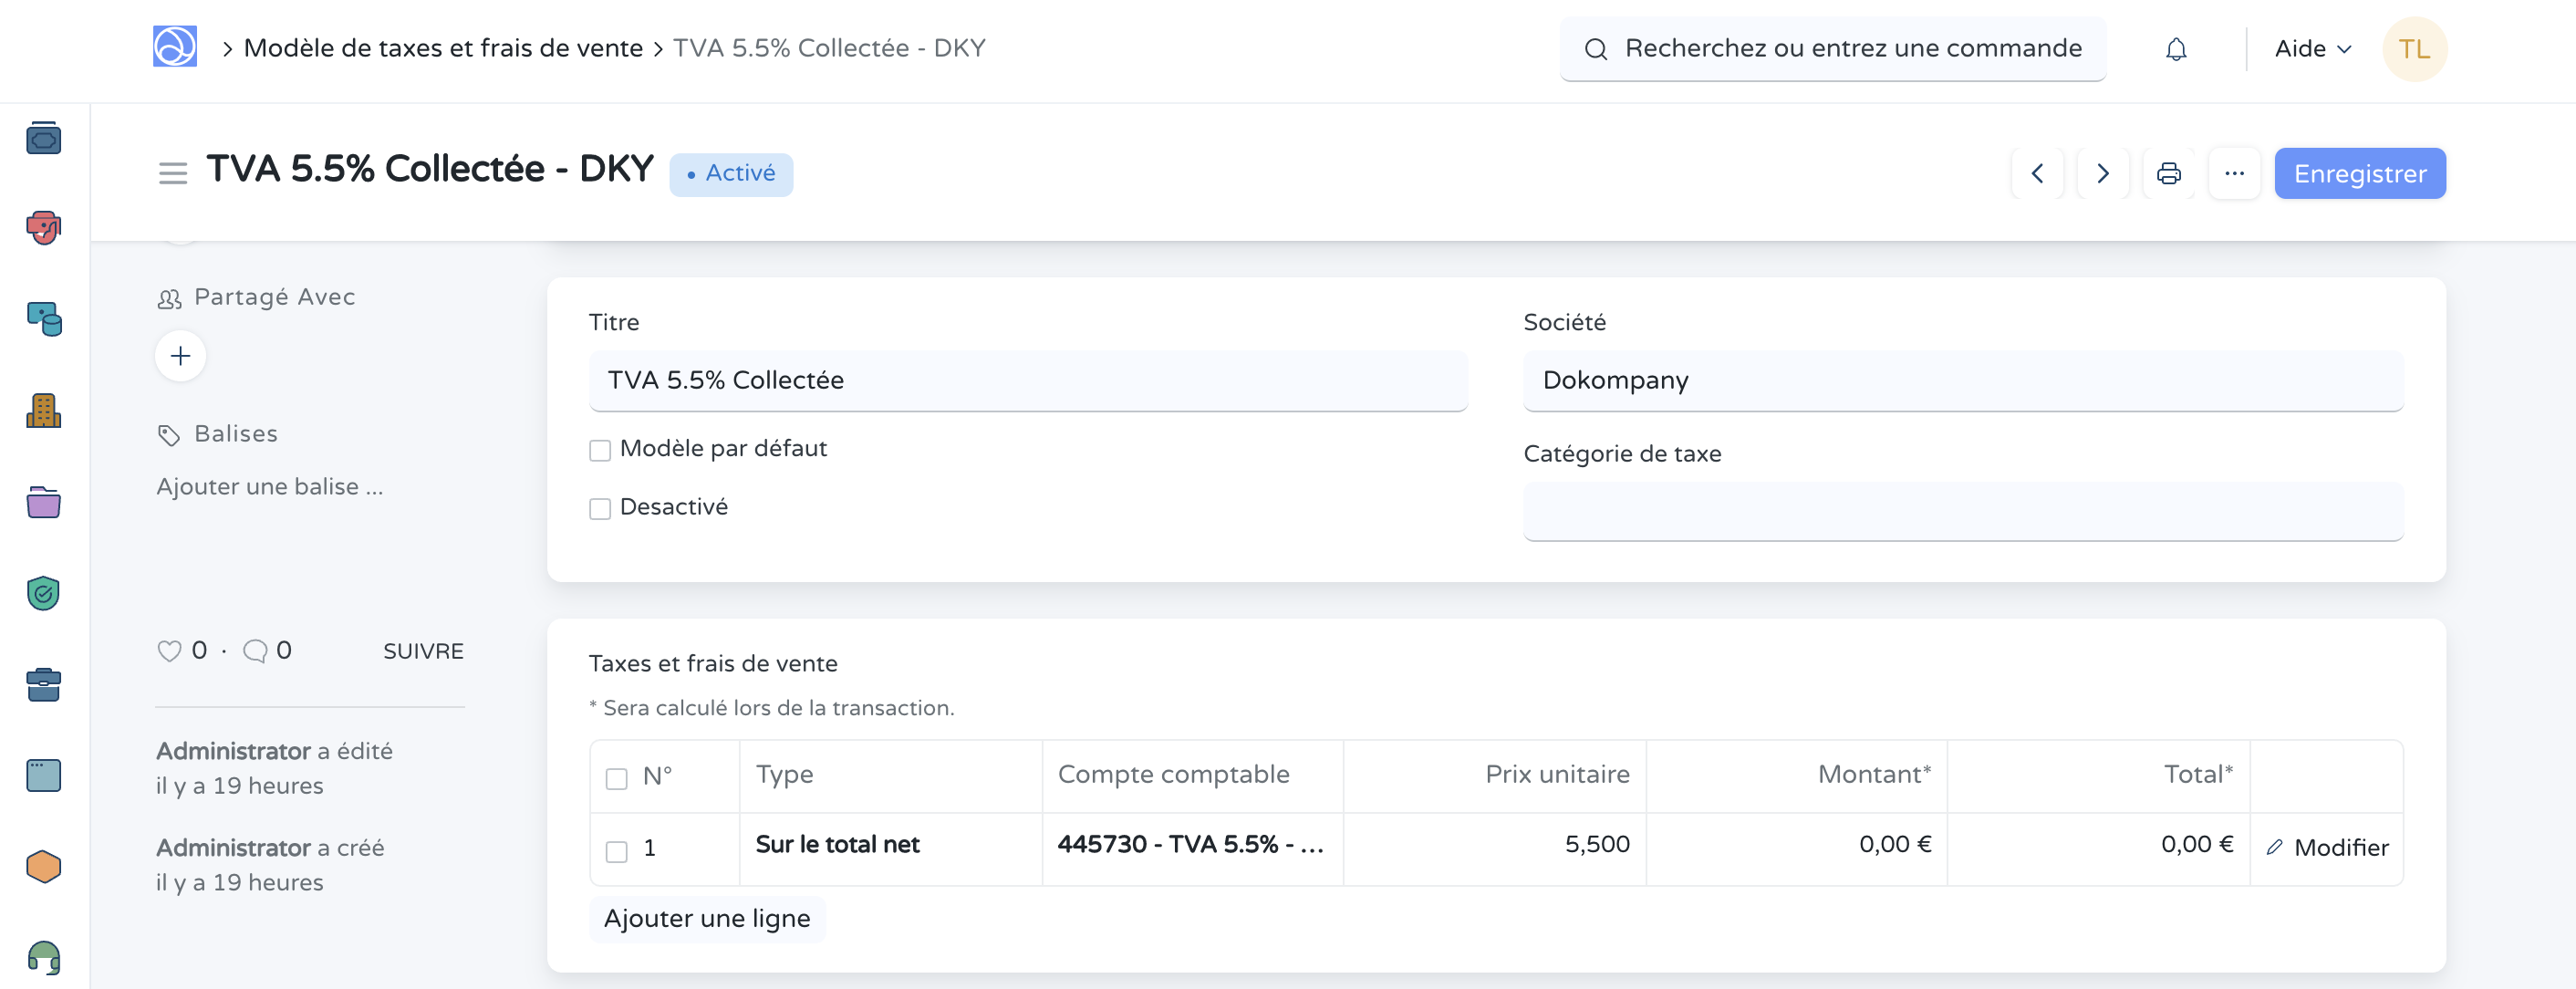 Modèle de taxes et frais de vente > TVA 5.5% Collectée - DKY
Recherchez ou entrez une commande
Aide
TL
TVA 5.5% Collectée - DKY
• Activé
Enregistrer
Partagé Avec
Balises
Ajouter une balise ...
0 · 0 SUIVRE
Administrator a édité
il y a 19 heures
Administrator a créé
il y a 19 heures
Titre
TVA 5.5% Collectée
Modèle par défaut
Desactivé
Société
Dokompany
Catégorie de taxe
Taxes et frais de vente
* Sera calculé lors de la transaction.
N° Type Compte comptable Prix unitaire Montant* Total*
1 Sur le total net 445730 - TVA 5.5% - ... 5,500 0,00 € 0,00 € Modifier
Ajouter une ligne